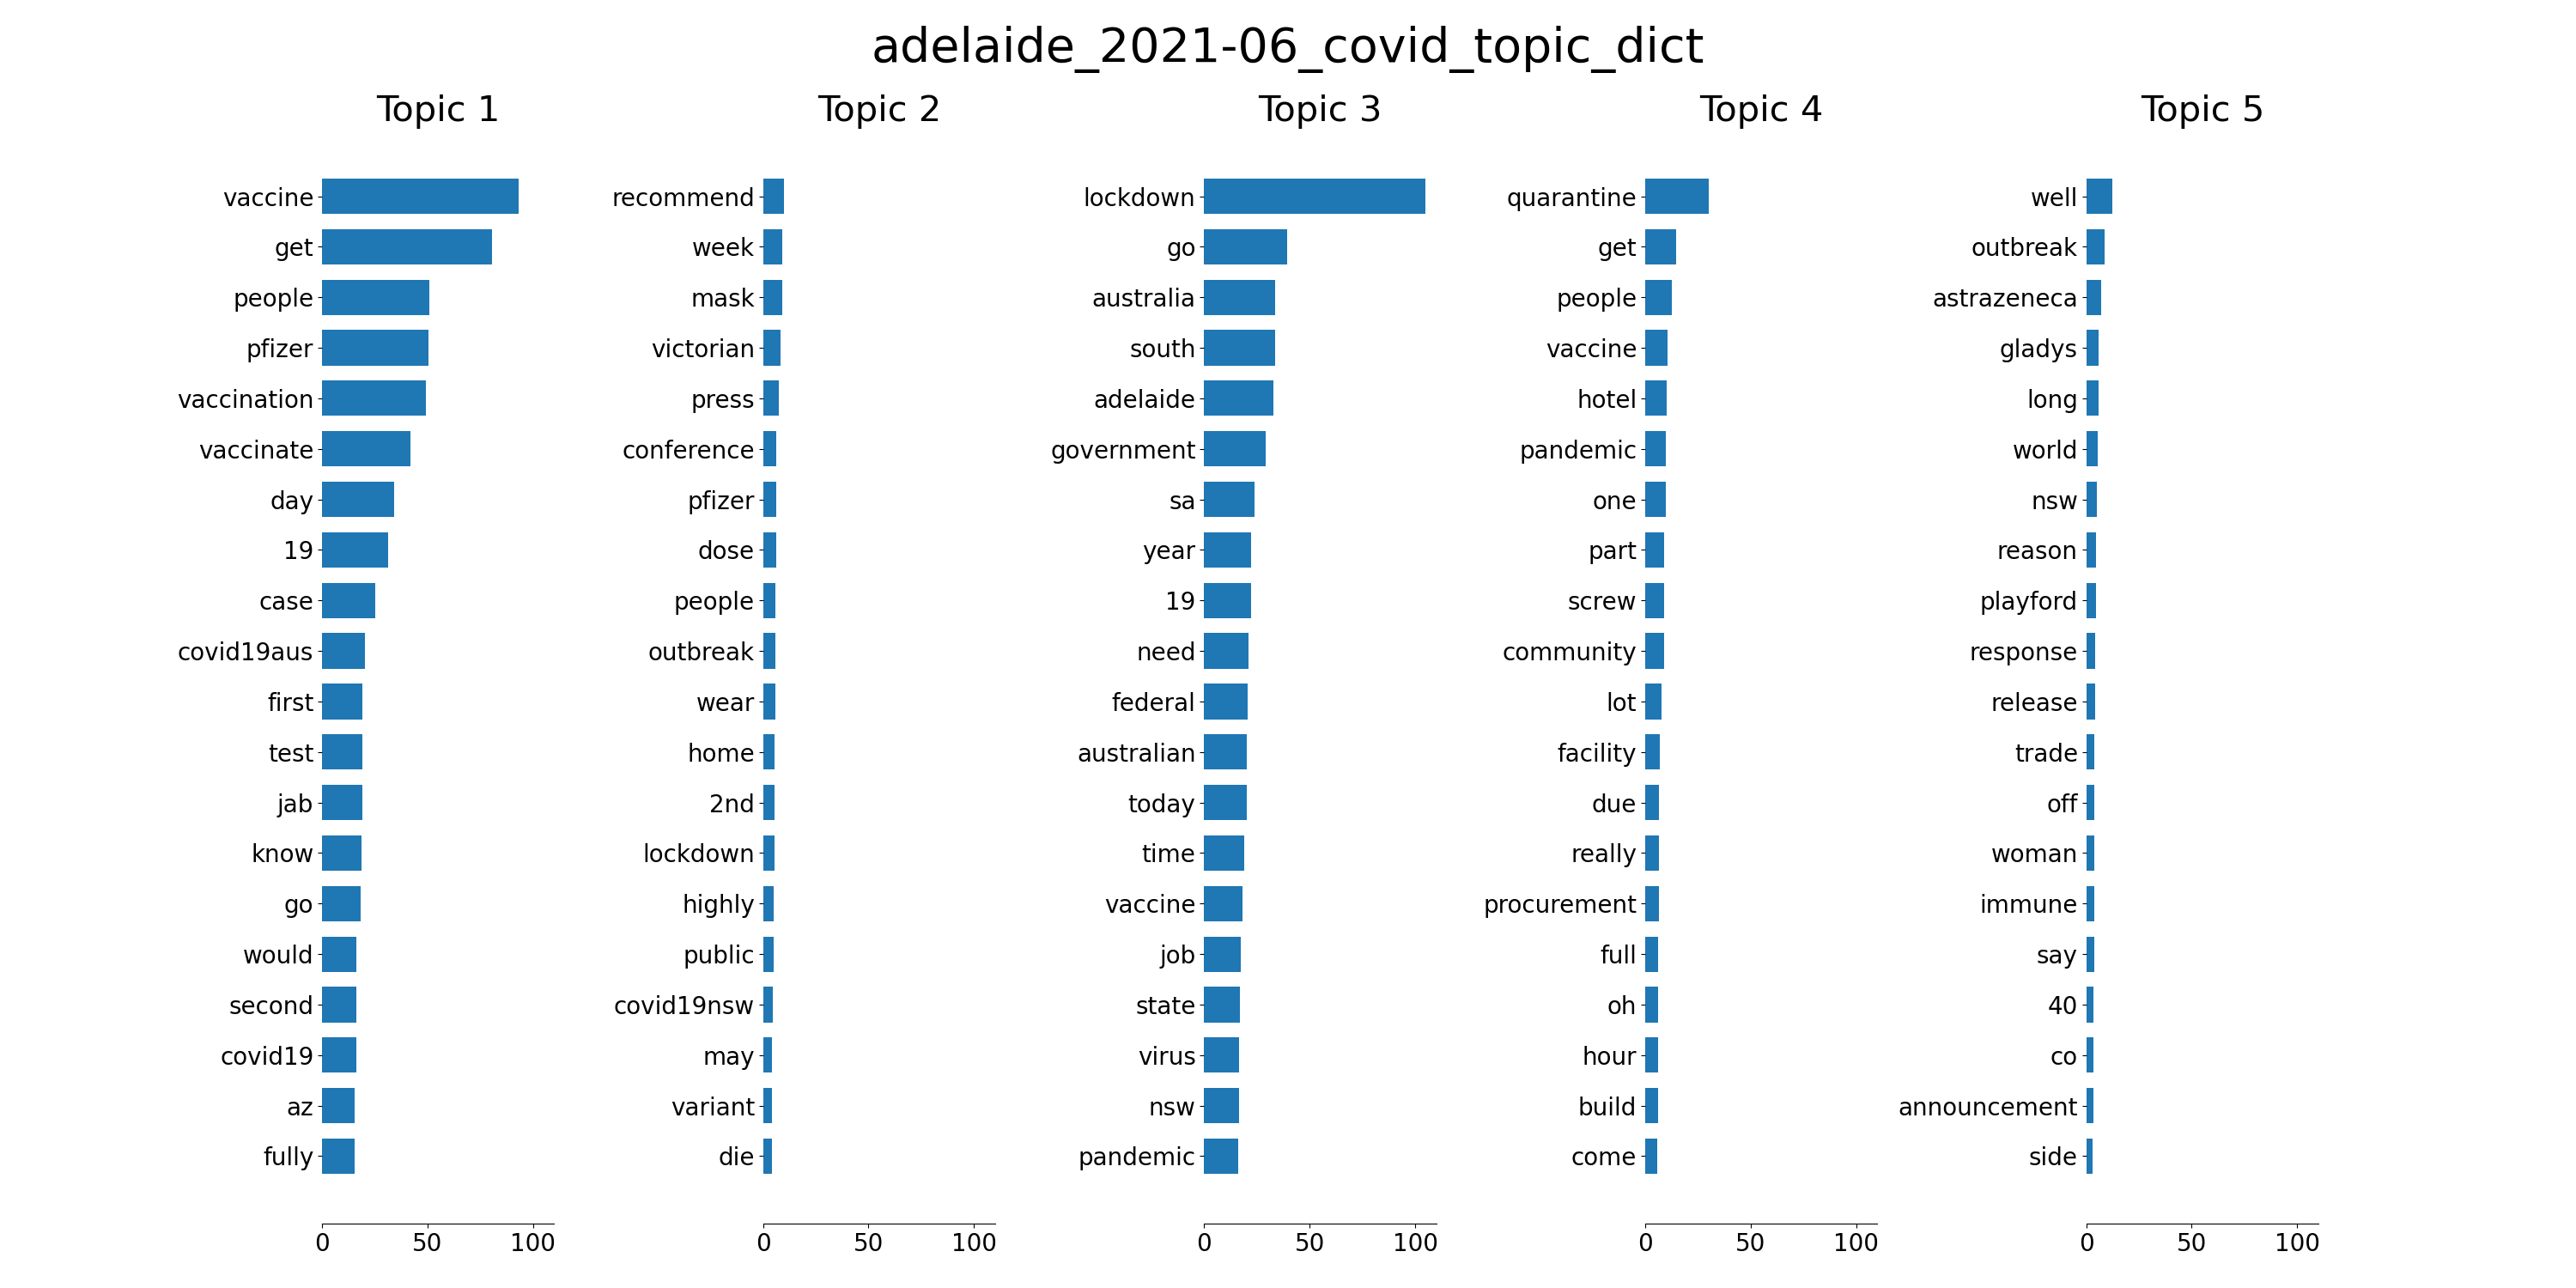 adelaide_2021-06_covid_topic_dict
Topic 1
vaccine
get
people
pfizer
vaccination
vaccinate
day
19
case
covid19aus
first
test
jab
know
go
would
second
covid19
az
fully
0 50 100
Topic 2
recommend
week
mask
victorian
press
conference
pfizer
dose
people
outbreak
wear
home
2nd
lockdown
highly
public
covid19nsw
may
variant
die
0 50 100
Topic 3
lockdown
go
australia
south
adelaide
government
sa
year
19
need
federal
australian
today
time
vaccine
job
state
virus
nsw
pandemic
0 50 100
Topic 4
quarantine
get
people
vaccine
hotel
pandemic
one
part
screw
community
lot
facility
due
really
procurement
full
oh
hour
build
come
0 50 100
Topic 5
well
outbreak
astrazeneca
gladys
long
world
nsw
reason
playford
response
release
trade
off
woman
immune
say
40
co
announcement
side
0 50 100